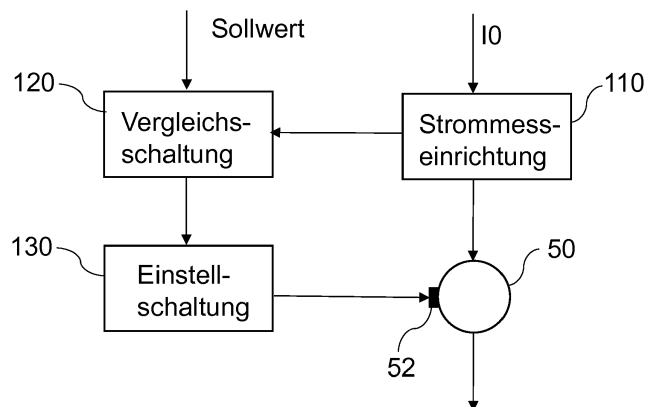 Sollwert
I0
120
110
Vergleichs-
schaltung
Strommess-
einrichtung
130
50
Einstell-
schaltung
52